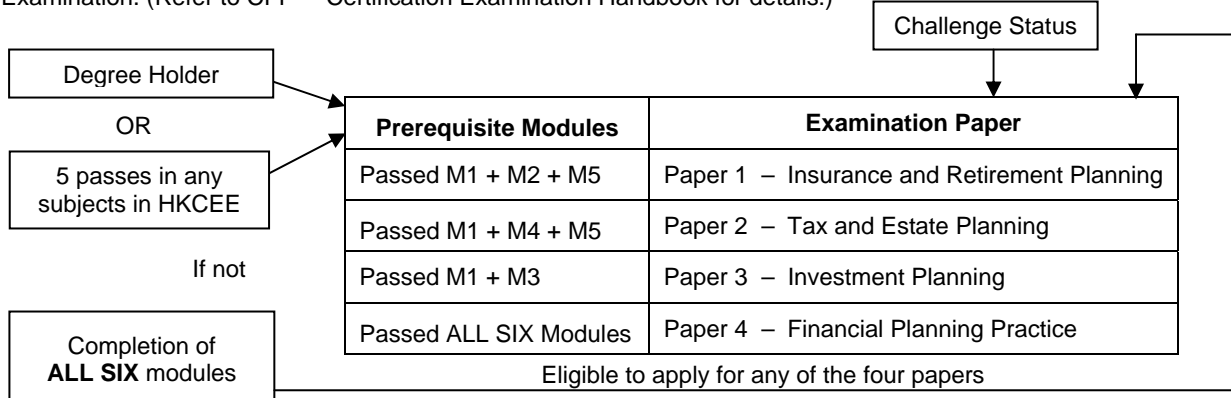 Examination. (Refer to CFP Certification Examination Handbook for details.)
Challenge Status
Degree Holder
OR
5 passes in any
subjects in HKCEE
If not
Completion of
ALL SIX modules
Prerequisite Modules Examination Paper
Passed M1 + M2 + M5 Paper 1 – Insurance and Retirement Planning
Passed M1 + M4 + M5 Paper 2 – Tax and Estate Planning
Passed M1 + M3 Paper 3 – Investment Planning
Passed ALL SIX Modules Paper 4 – Financial Planning Practice
Eligible to apply for any of the four papers